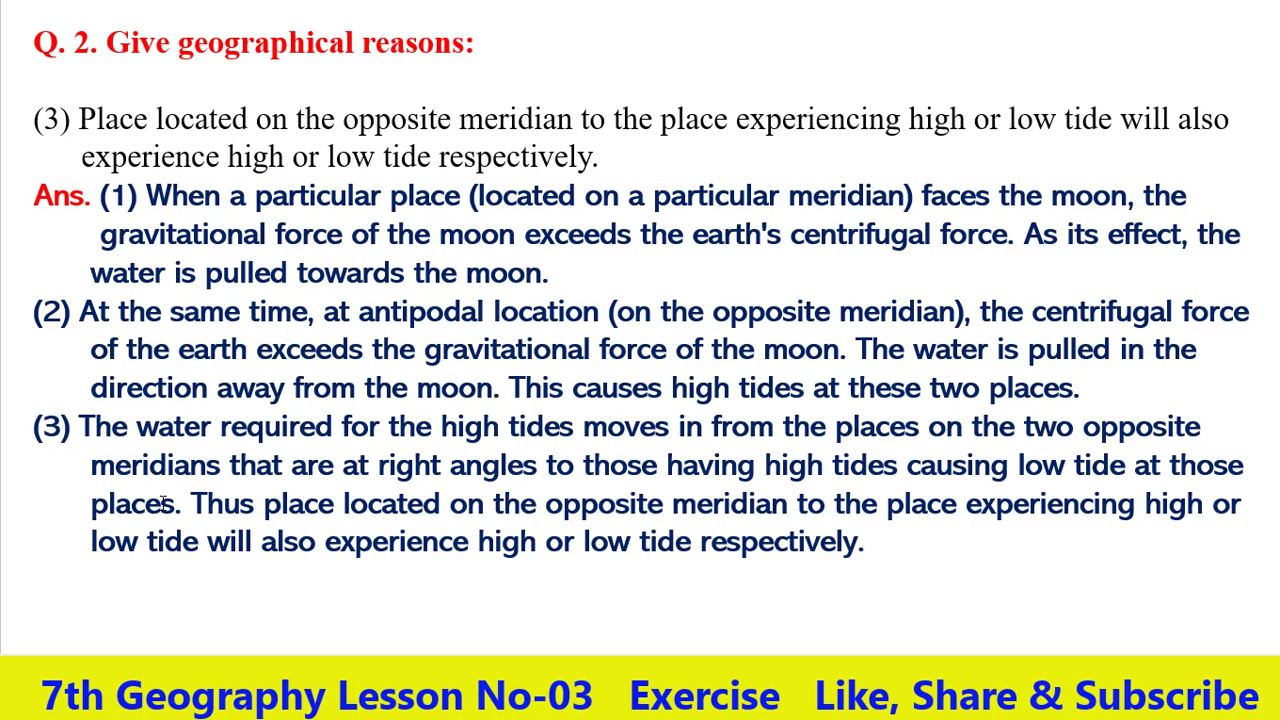 Q. 2. Give geographical reasons:
(3) Place located on the opposite meridian to the place experiencing high or low tide will also
experience high or low tide respectively.
Ans. (1) When a particular place (located on a particular meridian) faces the moon, the
gravitational force of the moon exceeds the earth's centrifugal force. As its effect, the
water is pulled towards the moon.
(2) At the same time, at antipodal location (on the opposite meridian), the centrifugal force
of the earth exceeds the gravitational force of the moon. The water is pulled in the
direction away from the moon. This causes high tides at these two places.
(3) The water required for the high tides moves in from the places on the two opposite
meridians that are at right angles to those having high tides causing low tide at those
places. Thus place located on the opposite meridian to the place experiencing high or
low tide will also experience high or low tide respectively.
7th Geography Lesson No-03 Exercise Like, Share & Subscribe